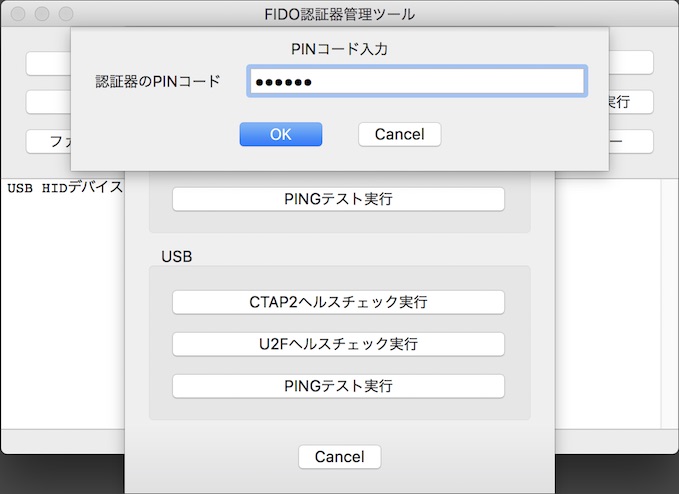 FIDO認証器管理ツール
PINコード入力
認証器のPINコード
●●●●●●
OK
Cancel
実行
ファ
ー
USB HIDデバイス
PINGテスト実行
USB
CTAP2ヘルスチェック実行
U2Fヘルスチェック実行
PINGテスト実行
Cancel